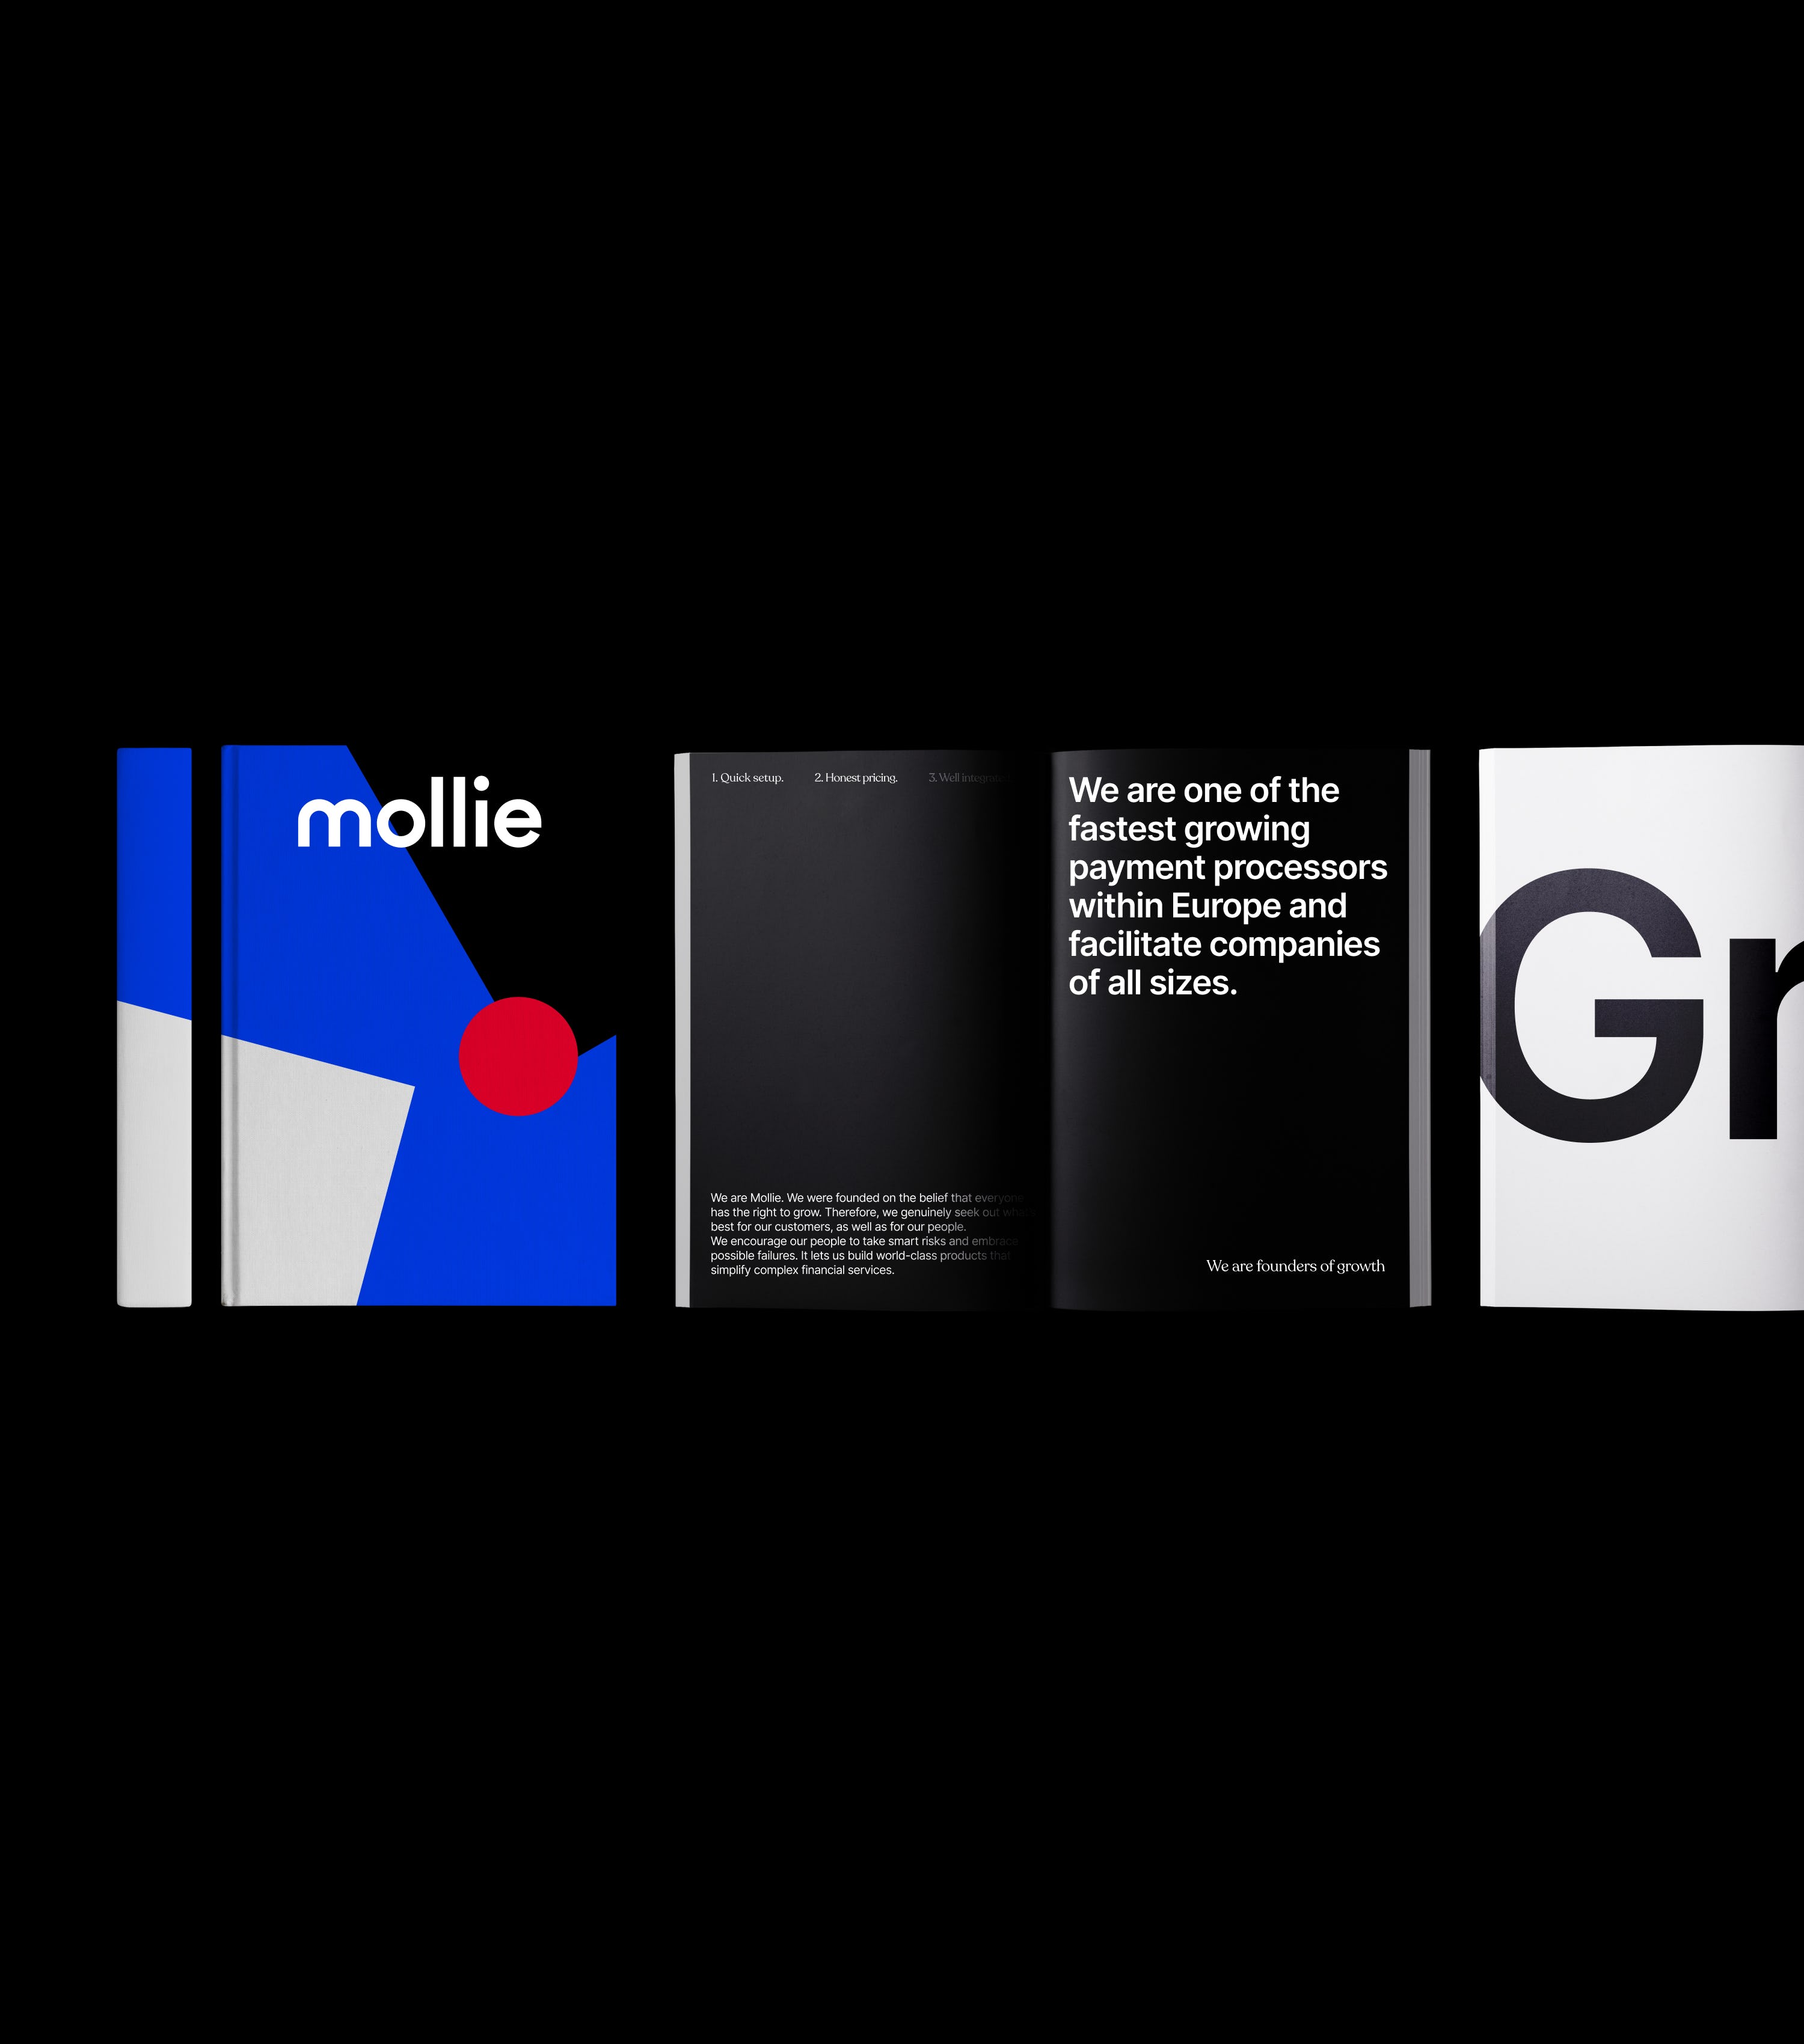 mollie
1. Quick setup. 2. Honest pricing. 3. Well
We are Mollie. We were founded on the belief that everyone
has the right to grow. Therefore, we genuinely seek out
best for our customers, as well as for our people.
We encourage our people to take smart risks and embrace
possible failures. It lets us build world-class products that
simplify complex financial services.
We are one of the
fastest growing
payment processors
within Europe and
facilitate companies
of all sizes.
We are founders of growth
Gr